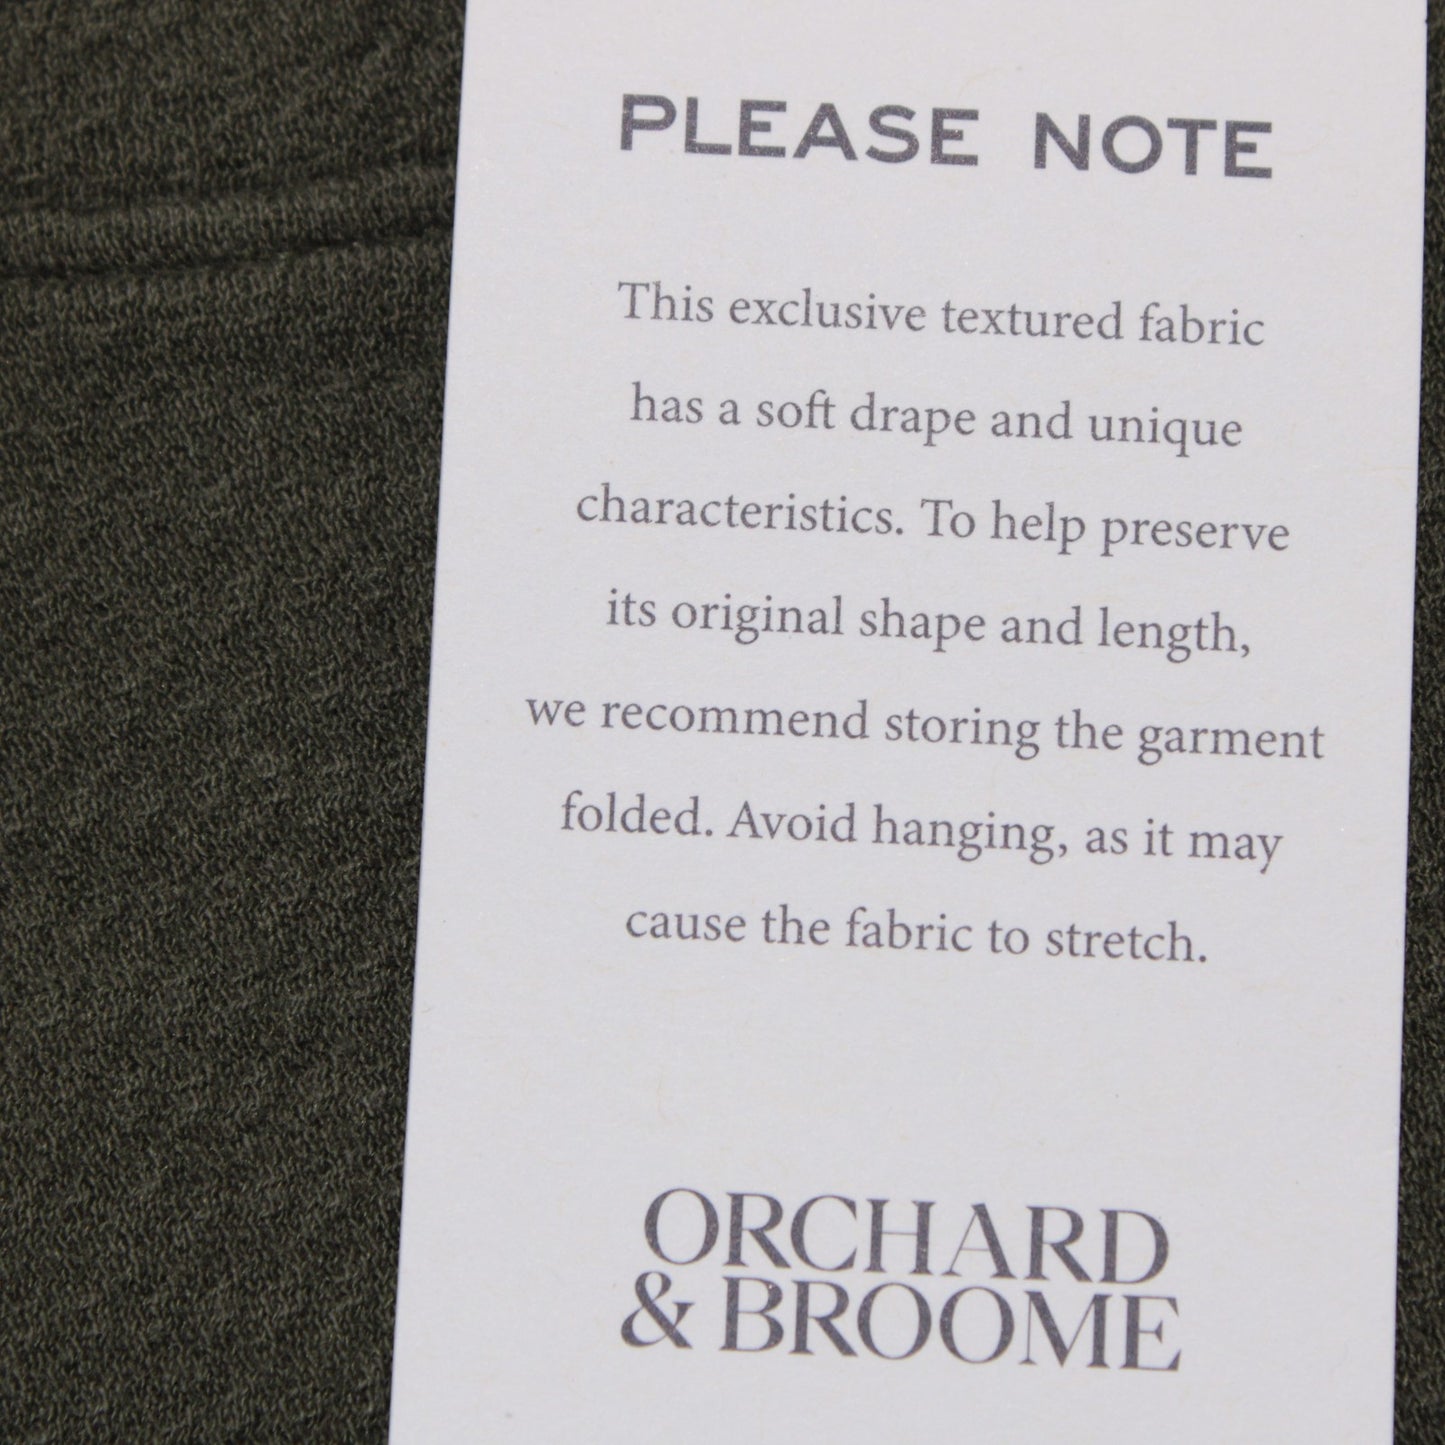 PLEASE NOTE
This exclusive textured fabric
has a soft drape and unique
characteristics. To help preserve
its original shape and length,
we recommend storing the garment
folded. Avoid hanging, as it may
cause the fabric to stretch.
ORCHARD
& BROOME